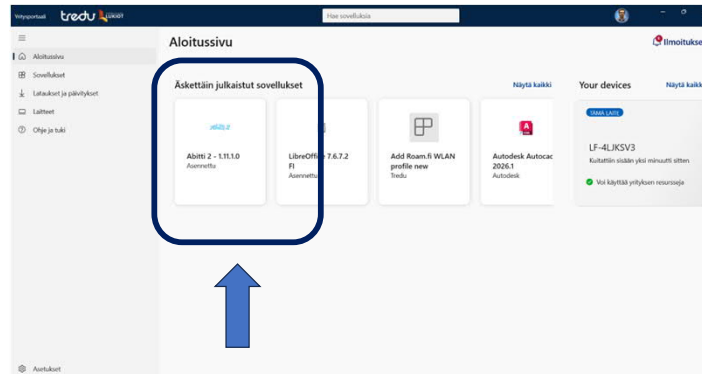 Yritysportaali tredu LUKIOT
Hae sovelluksia
Aloitussivu
Sovellukset
Lataukset ja päivitykset
Laitteet
Ohje ja tuki
Asetukset
Aloitussivu
Ilmoitukse
Äskettäin julkaistut sovellukset
Näytä kaikki
abitti 2
Abitti 2 - 1.11.1.0
Asennettu
LibreOffice 7.6.7.2
FI
Asennettu
Add Roam.fi WLAN
profile new
Tredu
Autodesk Autocac
2026.1
Autodesk
Your devices
Näytä kaikk
TÄMÄ LAITE
LF-4LJKSV3
Kuitattiin sisään yksi minuutti sitten
Voi käyttää yrityksen resursseja